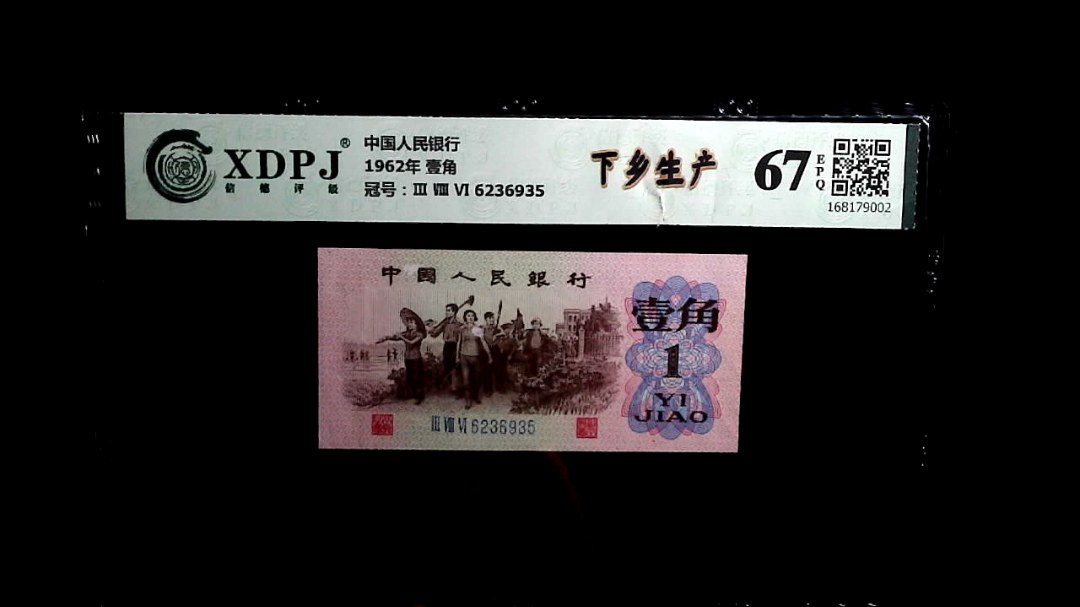 XDPJ®
信德评级
中国人民银行
1962年 壹角
冠号：Ⅲ Ⅷ Ⅵ 6236935
下乡生产
67
EPQ
168179002
中國人民銀行
壹角
1
YI
JIAO
Ⅲ Ⅷ Ⅵ 6236935